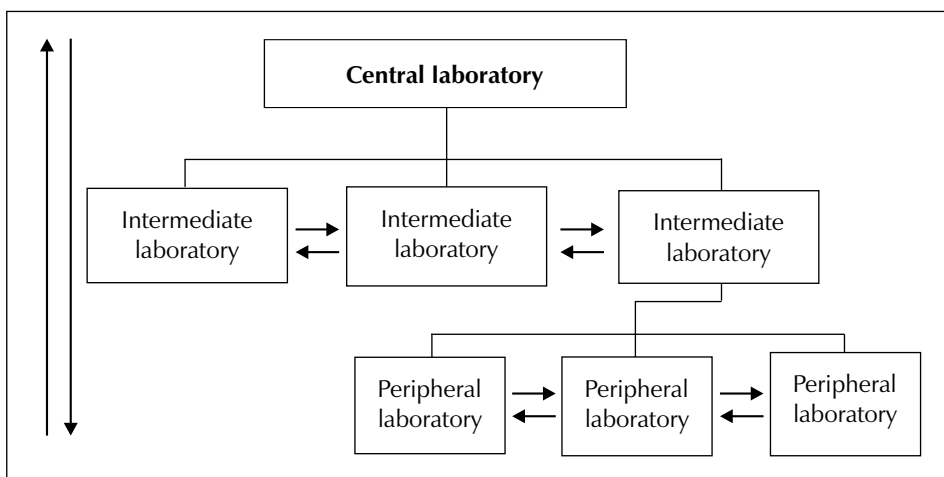 Central laboratory
Intermediate
laboratory
Intermediate
laboratory
Intermediate
laboratory
Peripheral
laboratory
Peripheral
laboratory
Peripheral
laboratory